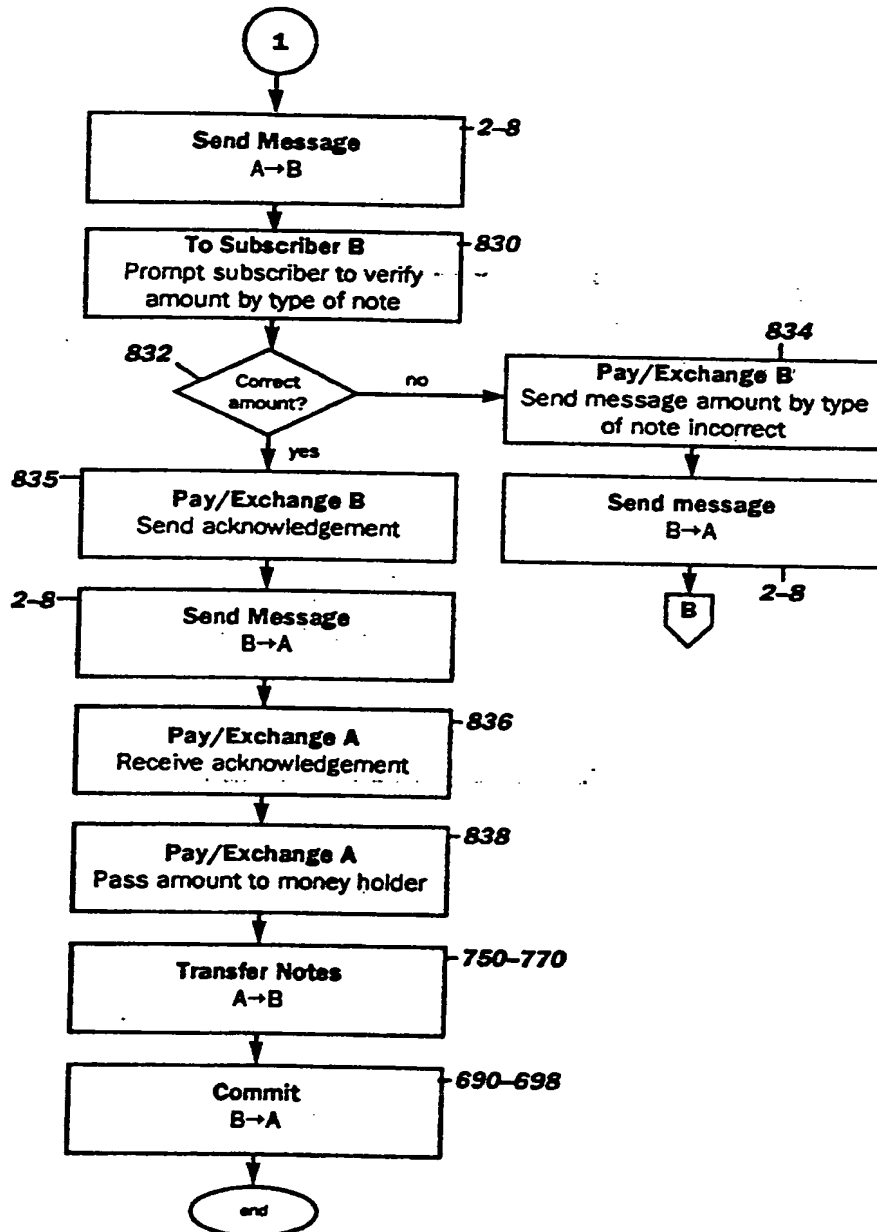 1
Send Message
A→B
2-8
To Subscriber B
Prompt subscriber to verify
amount by type of note
830
832
Correct
amount?
no
yes
834
Pay/Exchange B
Send message amount by type
of note incorrect
Send message
B→A
2-8
B
835
Pay/Exchange B
Send acknowledgement
2-8
Send Message
B→A
Pay/Exchange A
Receive acknowledgement
836
Pay/Exchange A
Pass amount to money holder
838
Transfer Notes
A→B
750-770
Commit
B→A
690-698
end